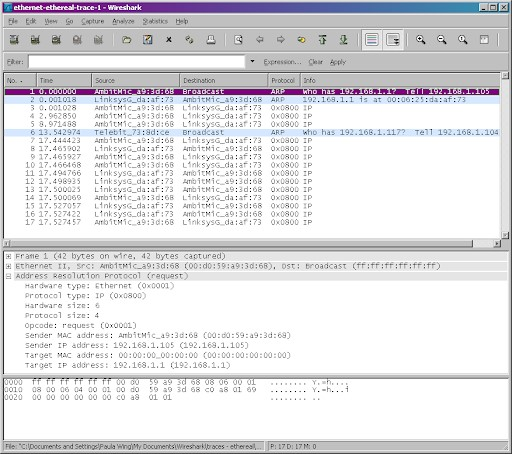 ethernet-ethereal-trace-1 - Wireshark
File Edit View Go Capture Analyze Statistics Help
Filter: Expression... Clear Apply
No. Time Source Destination Protocol Info
1 0.000000 AmbitMic_a9:3d:68 Broadcast ARP Who has 192.168.1.1? Tell 192.168.1.105
2 0.001018 LinksysG_da:af:73 AmbitMic_a9:3d:68 ARP 192.168.1.1 is at 00:06:25:da:af:73
3 0.001028 AmbitMic_a9:3d:68 LinksysG_da:af:73 0x0800 IP
4 2.962850 AmbitMic_a9:3d:68 LinksysG_da:af:73 0x0800 IP
5 8.971488 AmbitMic_a9:3d:68 LinksysG_da:af:73 0x0800 IP
6 13.542974 Telebit_73:8d:ce Broadcast ARP Who has 192.168.1.117? Tell 192.168.1.104
7 17.444423 AmbitMic_a9:3d:68 LinksysG_da:af:73 0x0800 IP
8 17.465902 LinksysG_da:af:73 AmbitMic_a9:3d:68 0x0800 IP
9 17.465927 AmbitMic_a9:3d:68 LinksysG_da:af:73 0x0800 IP
10 17.466468 AmbitMic_a9:3d:68 LinksysG_da:af:73 0x0800 IP
11 17.494766 LinksysG_da:af:73 AmbitMic_a9:3d:68 0x0800 IP
12 17.498935 LinksysG_da:af:73 AmbitMic_a9:3d:68 0x0800 IP
13 17.500025 LinksysG_da:af:73 AmbitMic_a9:3d:68 0x0800 IP
14 17.500069 AmbitMic_a9:3d:68 LinksysG_da:af:73 0x0800 IP
15 17.527057 LinksysG_da:af:73 AmbitMic_a9:3d:68 0x0800 IP
16 17.527422 LinksysG_da:af:73 AmbitMic_a9:3d:68 0x0800 IP
17 17.527457 AmbitMic_a9:3d:68 LinksysG_da:af:73 0x0800 IP
Frame 1 (42 bytes on wire, 42 bytes captured)
Ethernet II, Src: AmbitMic_a9:3d:68 (00:d0:59:a9:3d:68), Dst: Broadcast (ff:ff:ff:ff:ff:ff)
Address Resolution Protocol (request)
Hardware type: Ethernet (0x0001)
Protocol type: IP (0x0800)
Hardware size: 6
Protocol size: 4
Opcode: request (0x0001)
Sender MAC address: AmbitMic_a9:3d:68 (00:d0:59:a9:3d:68)
Sender IP address: 192.168.1.105 (192.168.1.105)
Target MAC address: 00:00:00_00:00:00 (00:00:00:00:00:00)
Target IP address: 192.168.1.1 (192.168.1.1)
0000 ff ff ff ff ff ff 00 d0 59 a9 3d 68 08 06 00 01 ........ Y.=h....
0010 08 00 06 04 00 01 00 d0 59 a9 3d 68 c0 a8 01 69 ........ Y.=h...i
0020 00 00 00 00 00 00 c0 a8 01 01 ........ ..
File: "C:\Documents and Settings\Paula Wing\My Documents\Wireshark\traces - ethereal\ P: 17 D: 17 M: 0